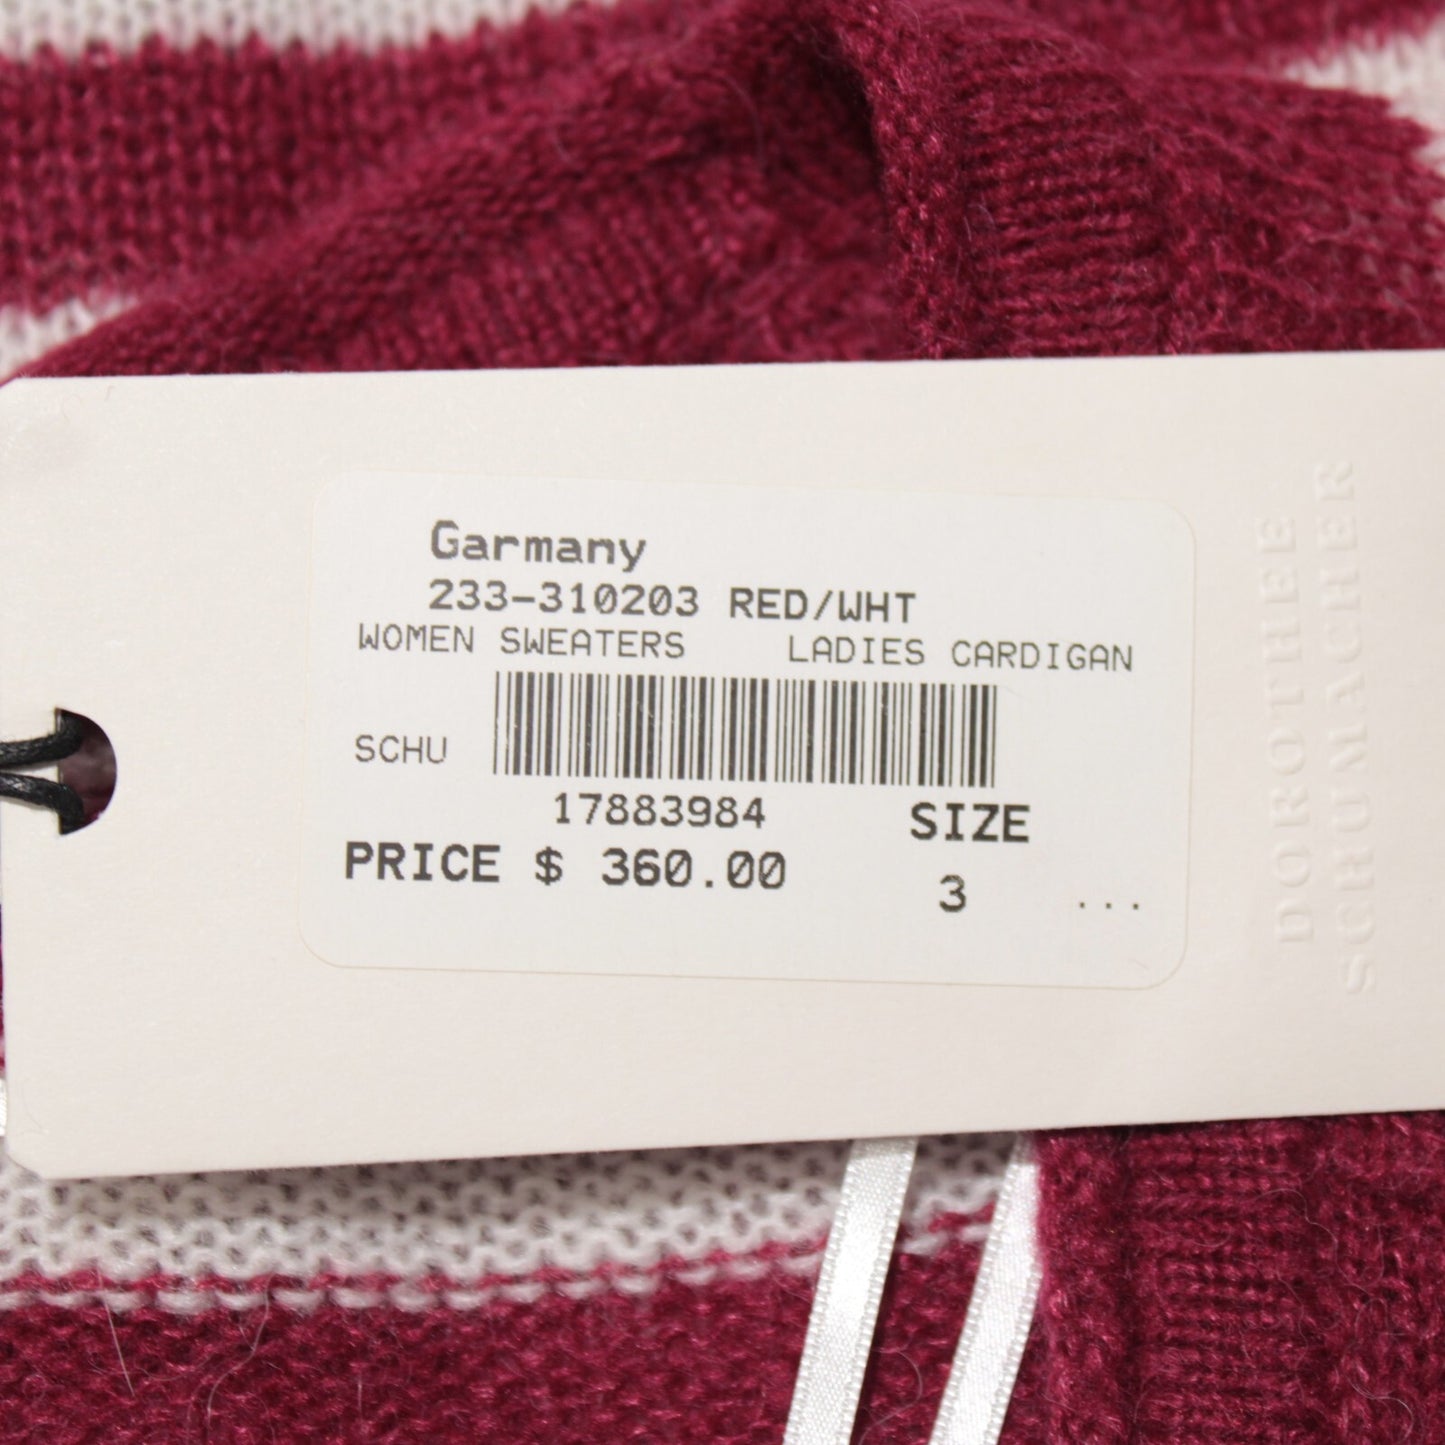 Garmany
233-310203 RED/WHT
WOMEN SWEATERS LADIES CARDIGAN
SCHU
17883984
SIZE
PRICE $ 360.00
3 ...
DOROTHEE
SCHUMACHER